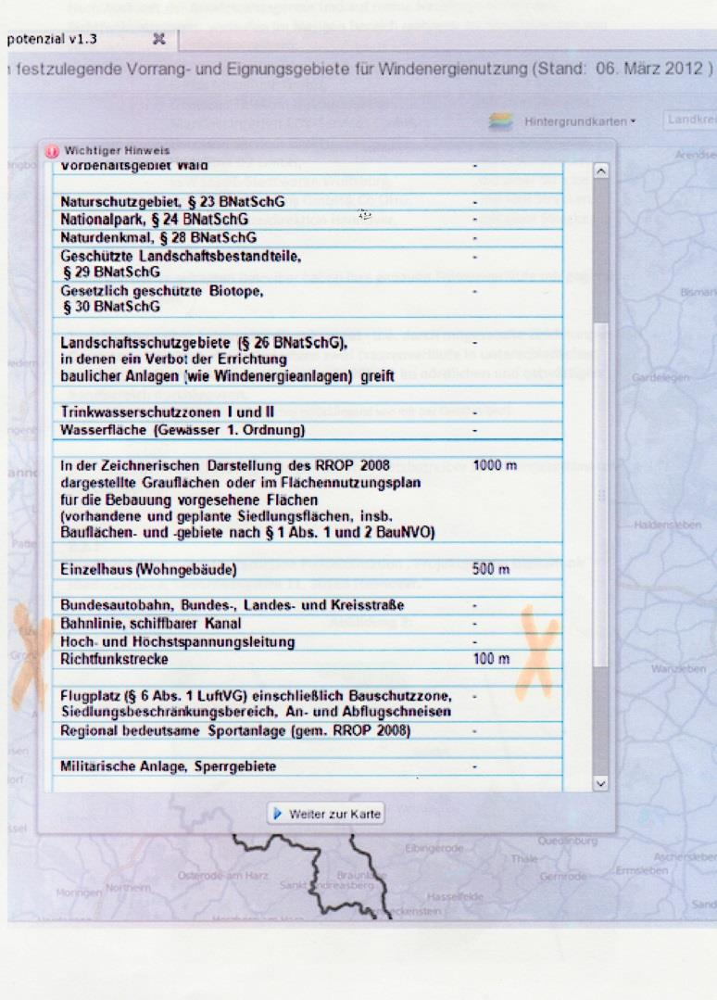 potenzial v1.3
festzulegende Vorrang- und Eignungsgebiete für Windenergienutzung (Stand: 06. März 2012 )
Hintergrundkarten
Landkrei
Wichtiger Hinweis
Arendsee
Vorbehaltsgebiet Wald -
Naturschutzgebiet, § 23 BNatSchG -
Nationalpark, § 24 BNatSchG -
Naturdenkmal, § 28 BNatSchG -
Geschützte Landschaftsbestandteile, -
§ 29 BNatSchG
Gesetzlich geschützte Biotope, -
§ 30 BNatSchG
Bismar
Landschaftsschutzgebiete (§ 26 BNatSchG), -
in denen ein Verbot der Errichtung
baulicher Anlagen (wie Windenergieanlagen) greift
Gardelegen
Trinkwasserschutzzonen I und II -
Wasserfläche (Gewässer 1. Ordnung) -
In der Zeichnerischen Darstellung des RROP 2008 1000 m
dargestellte Grauflächen oder im Flächennutzungsplan
für die Bebauung vorgesehene Flächen
(vorhandene und geplante Siedlungsflächen, insb.
Bauflächen- und -gebiete nach § 1 Abs. 1 und 2 BauNVO)
Haldensleben
Einzelhaus (Wohngebäude) 500 m
Bundesautobahn, Bundes-, Landes- und Kreisstraße -
Bahnlinie, schiffbarer Kanal -
Hoch- und Höchstspannungsleitung -
Richtfunkstrecke 100 m
X X
Wanzleben
Flugplatz (§ 6 Abs. 1 LuftVG) einschließlich Bauschutzzone, -
Siedlungsbeschränkungsbereich, An- und Abflugschneisen
Regional bedeutsame Sportanlage (gem. RROP 2008) -
Militärische Anlage, Sperrgebiete -
Weiter zur Karte
Quedlinburg
Elbingerode
Thale
Aschersleben
Osterode am Harz
Braunlage
Gernrode
Ermsleben
Moringen
Northeim
Sankt Andreasberg
Hasselfelde
Sand